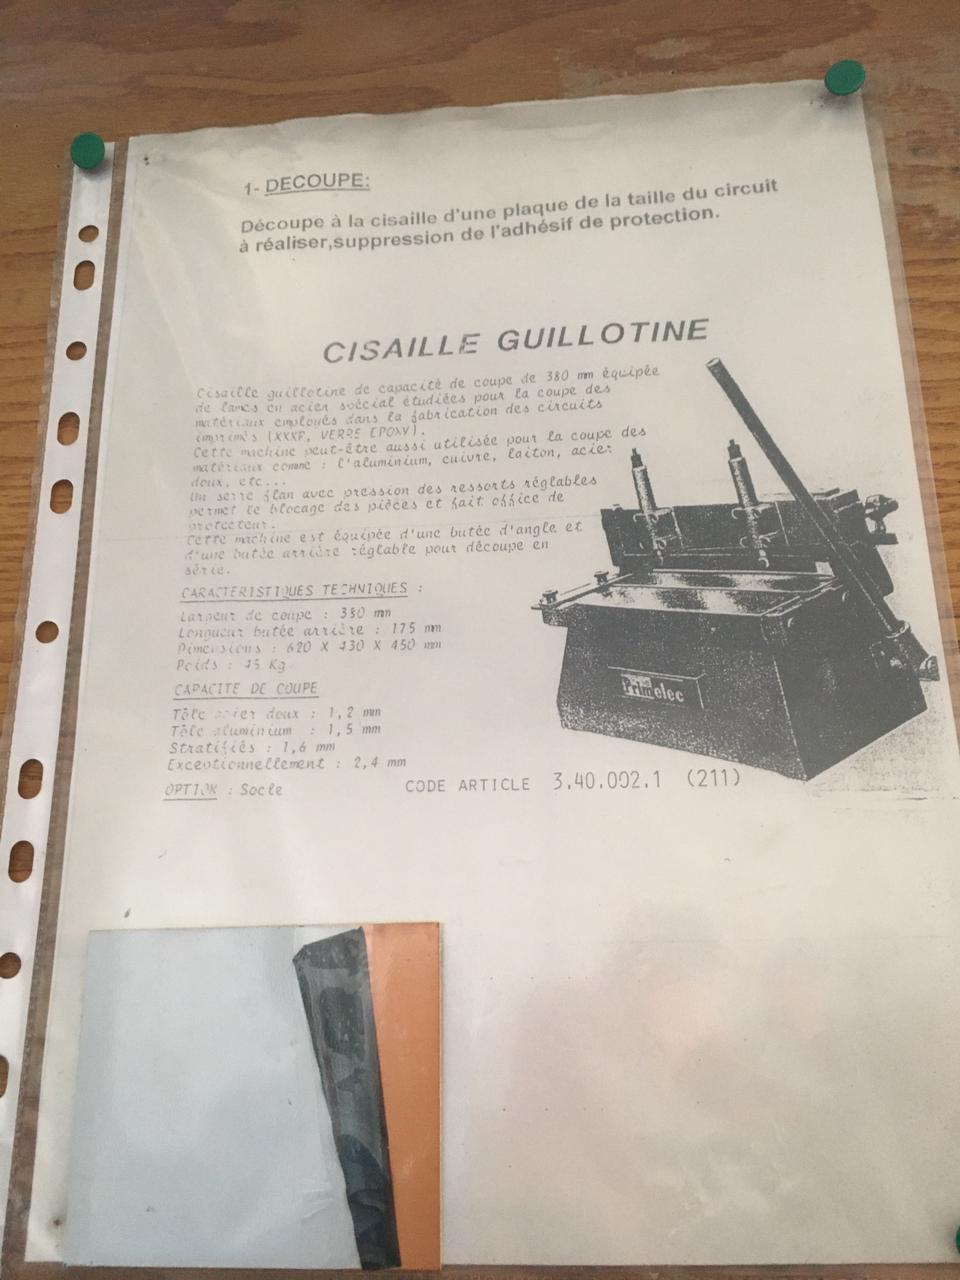 1- DECOUPE:
Découpe à la cisaille d'une plaque de la taille du circuit
à réaliser,suppression de l'adhésif de protection.
CISAILLE GUILLOTINE
Cisaille guillotine de capacité de coupe de 380 mm équipée
de lames en acier spécial étudiées pour la coupe des
matériaux employés dans la fabrication des circuits
imprimés (XXXP, VERRE EPOXY).
Cette machine peut-être aussi utilisée pour la coupe des
matériaux comme : l'aluminium, cuivre, laiton, acier
doux, etc...
Un serre flan avec pression des ressorts réglables
permet le blocage des pièces et fait office de
protecteur.
Cette machine est équipée d'une butée d'angle et
d'une butée arrière réglable pour découpe en
série.
CARACTERISTIQUES TECHNIQUES :
Largeur de coupe : 380 mm
Longueur butée arrière : 175 mm
Dimensions : 620 X 430 X 450 mm
Poids : 45 Kg
CAPACITE DE COUPE
Tôle acier doux : 1,2 mm
Tôle aluminium : 1,5 mm
Stratifiés : 1,6 mm
Exceptionnellement : 2,4 mm
OPTION : Socle
CODE ARTICLE 3.40.002.1 (211)
Primelec